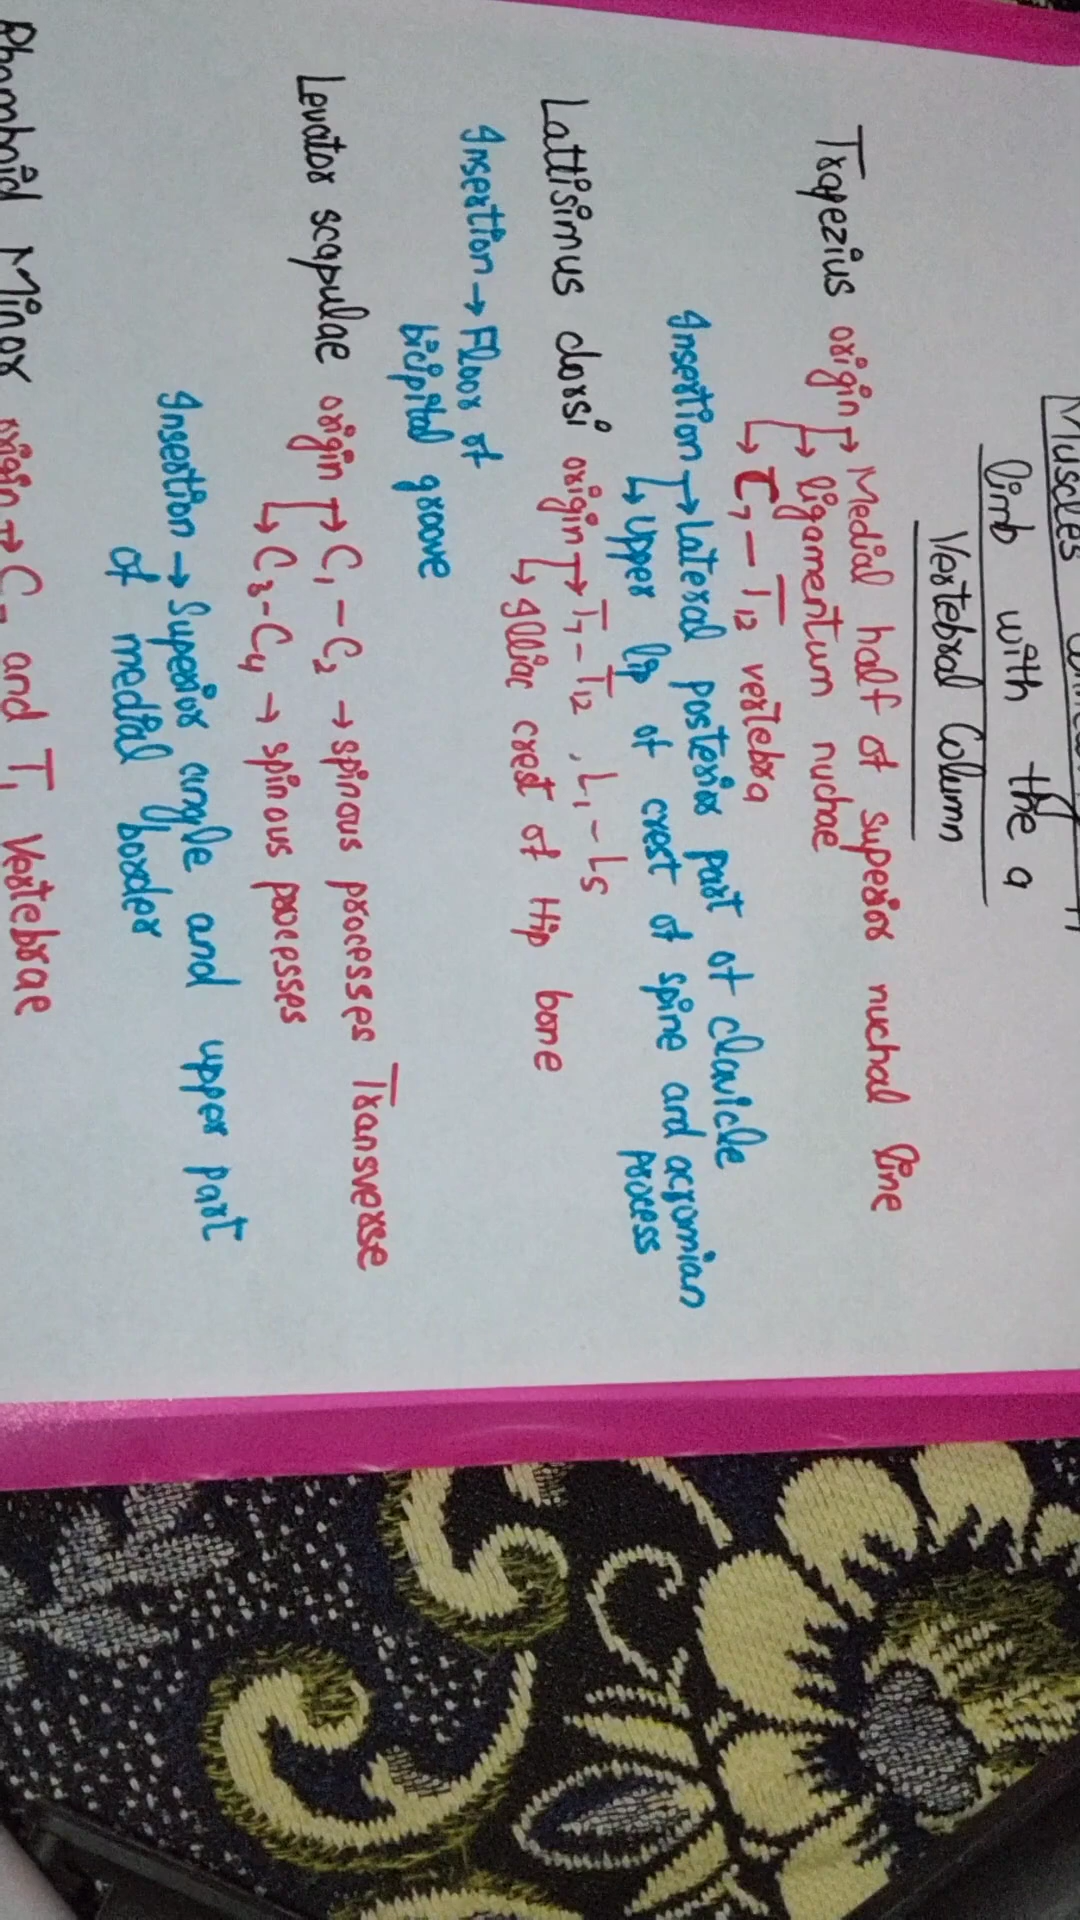 Muscles
limb with the a
Vertebral Column
Trapezius origin → Medial half of superior nuchal line
→ ligamentum nuchae
→ C7 – T12 vertebra
Insertion → Lateral posterior part of clavicle
→ upper lip of crest of spine and acromian
process
Lattisimus dorsi origin → T7 – T12, L1 – L5
→ Illiac crest of Hip bone
Insertion → Floor of
bicipital groove
Levator scapulae origin → C1 – C2 → spinous processes Transverse
→ C3 – C4 → spinous processes
Insertion → Superior angle and upper part
of medial border
Rhomboid Minor origin → C7 and T1 vertebrae